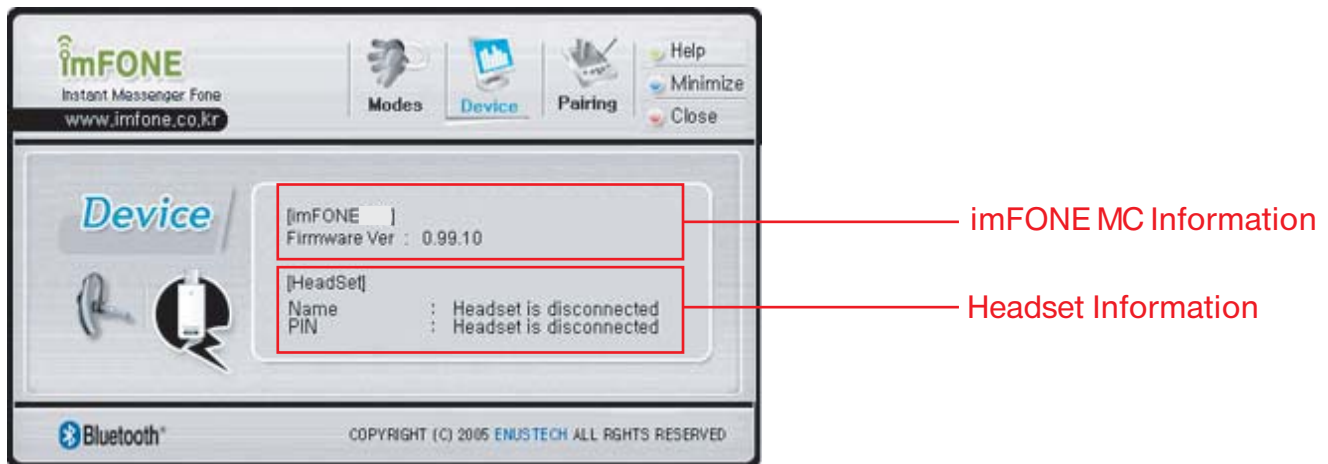 imFONE
Instant Messenger Fone
www.imfone.co.kr
Modes
Device
Pairing
Help
Minimize
Close
Device
[imFONE ]
Firmware Ver : 0.99.10
imFONE MC Information
[HeadSet]
Name : Headset is disconnected
PIN : Headset is disconnected
Headset Information
Bluetooth
COPYRIGHT (C) 2005 ENUSTECH ALL RGHTS RESERVED